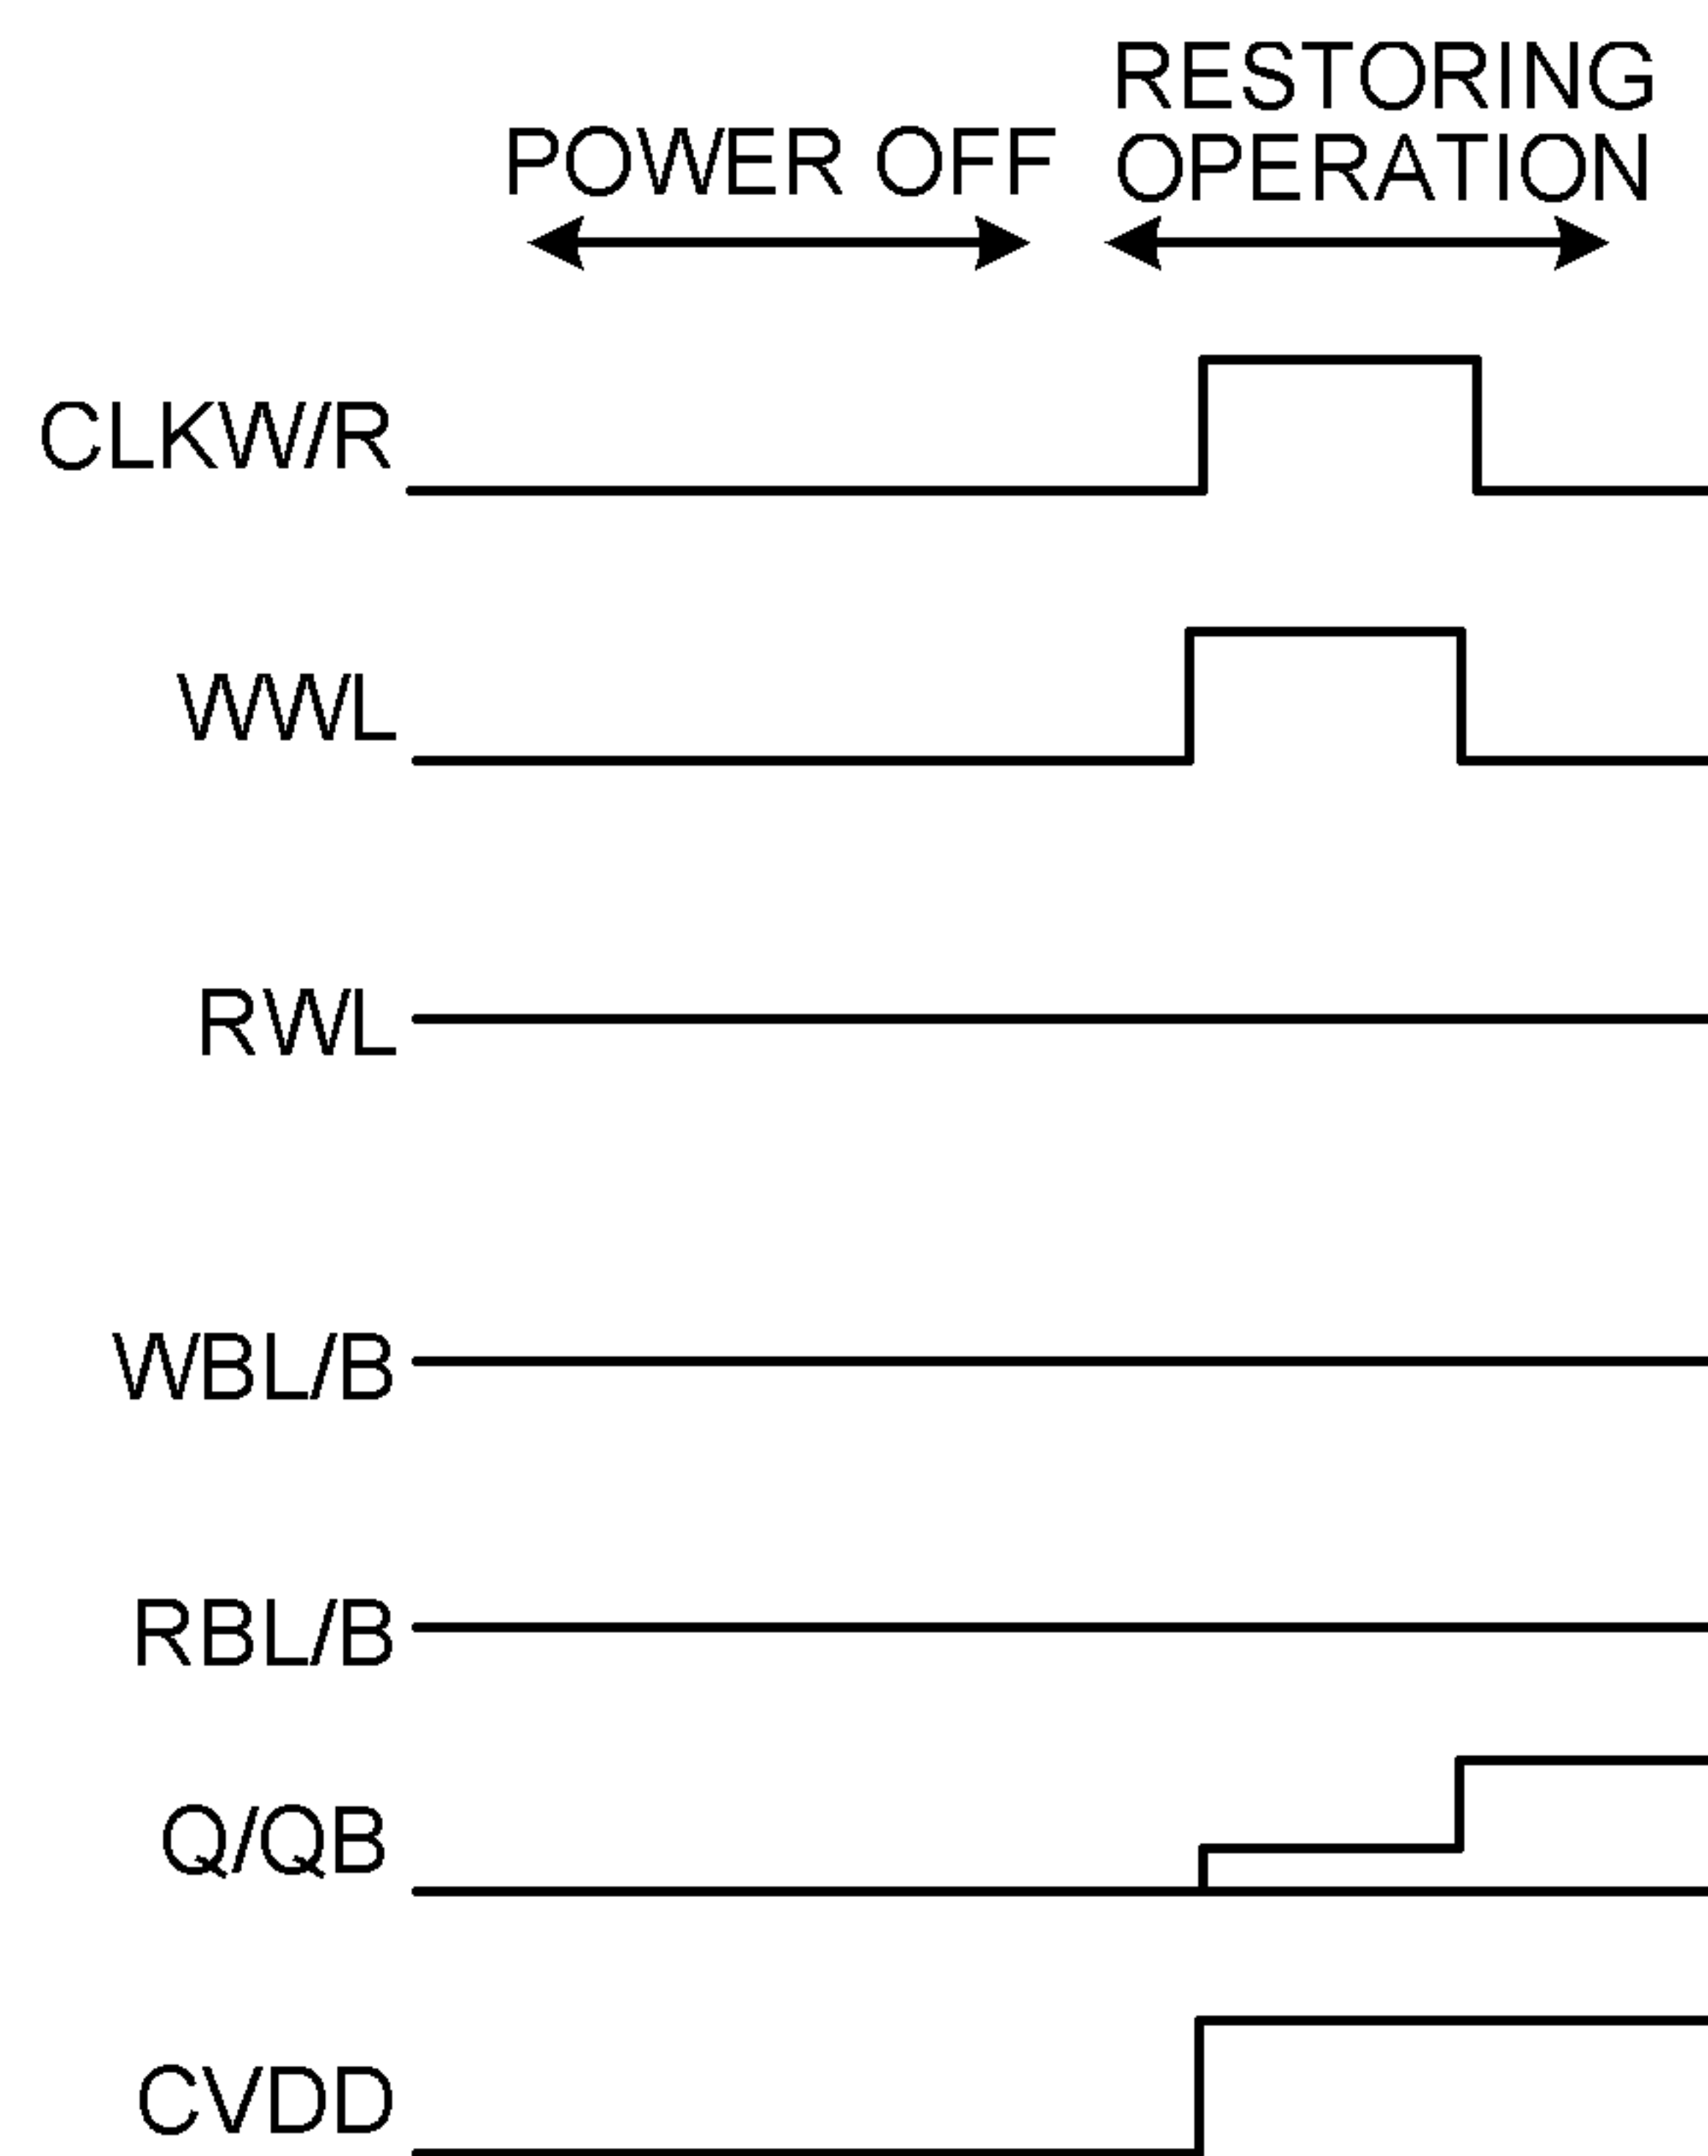 RESTORING
POWER OFF OPERATION
CLKW/R
WWL
RWL
WBL/B
RBL/B
Q/QB
CVDD